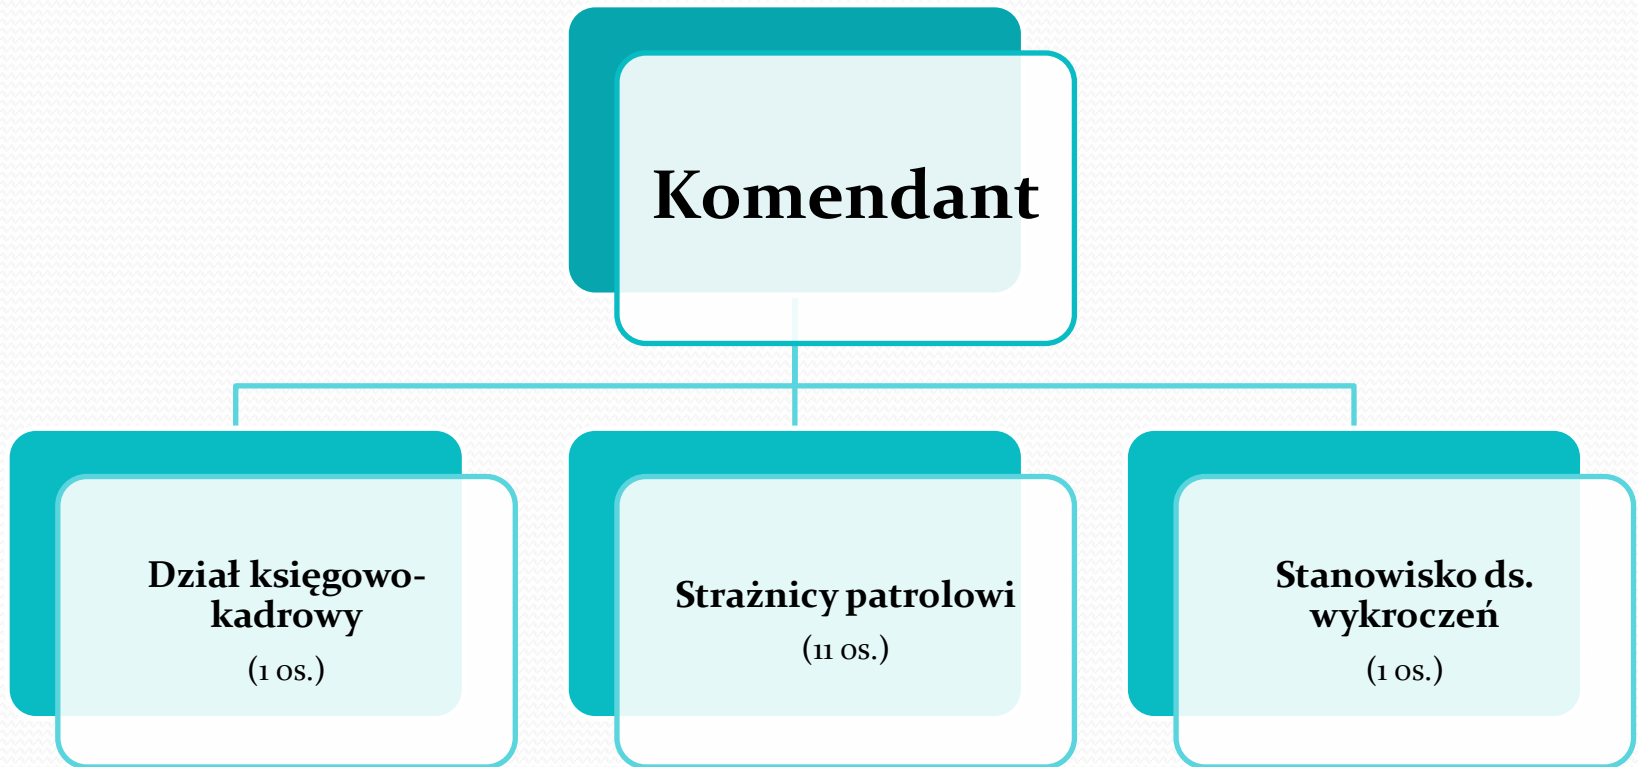 Komendant
Dział księgowo-
kadrowy
(1 os.)
Strażnicy patrolowi
(11 os.)
Stanowisko ds.
wykroczeń
(1 os.)